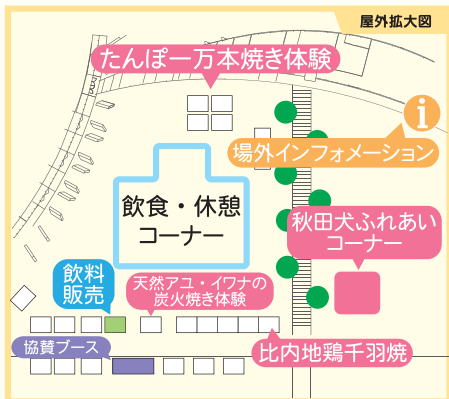 屋外拡大図
たんぽ一万本焼き体験
i
場外インフォメーション
飲食・休憩
コーナー
秋田犬ふれあい
コーナー
飲料
販売
天然アユ・イワナの
炭火焼き体験
協賛ブース
比内地鶏千羽焼